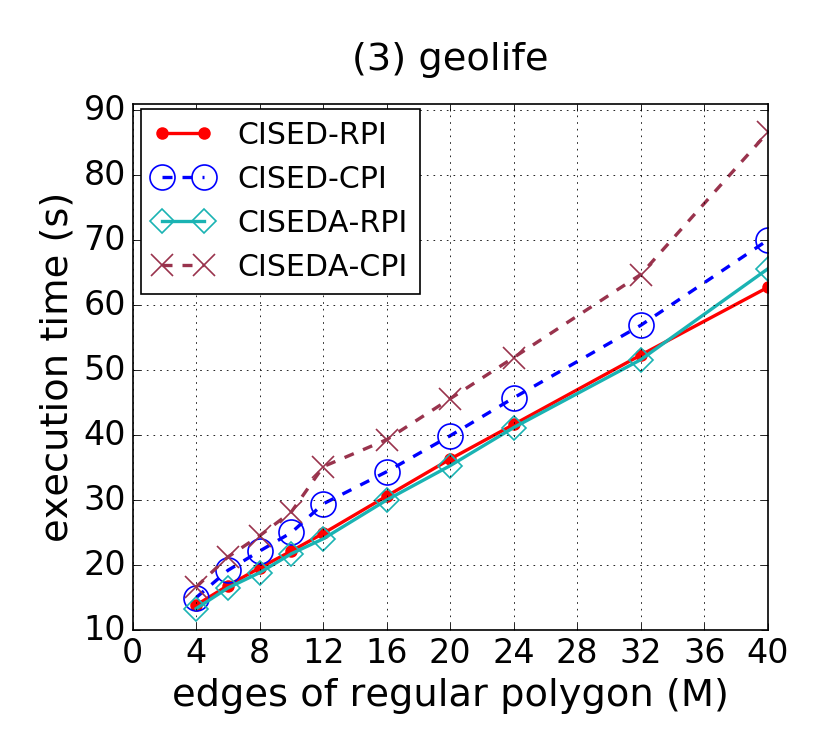 (3) geolife
90
80
70
60
50
40
30
20
10
execution time (s)
CISED-RPI
CISED-CPI
CISEDA-RPI
CISEDA-CPI
0 4 8 12 16 20 24 28 32 36 40
edges of regular polygon (M)